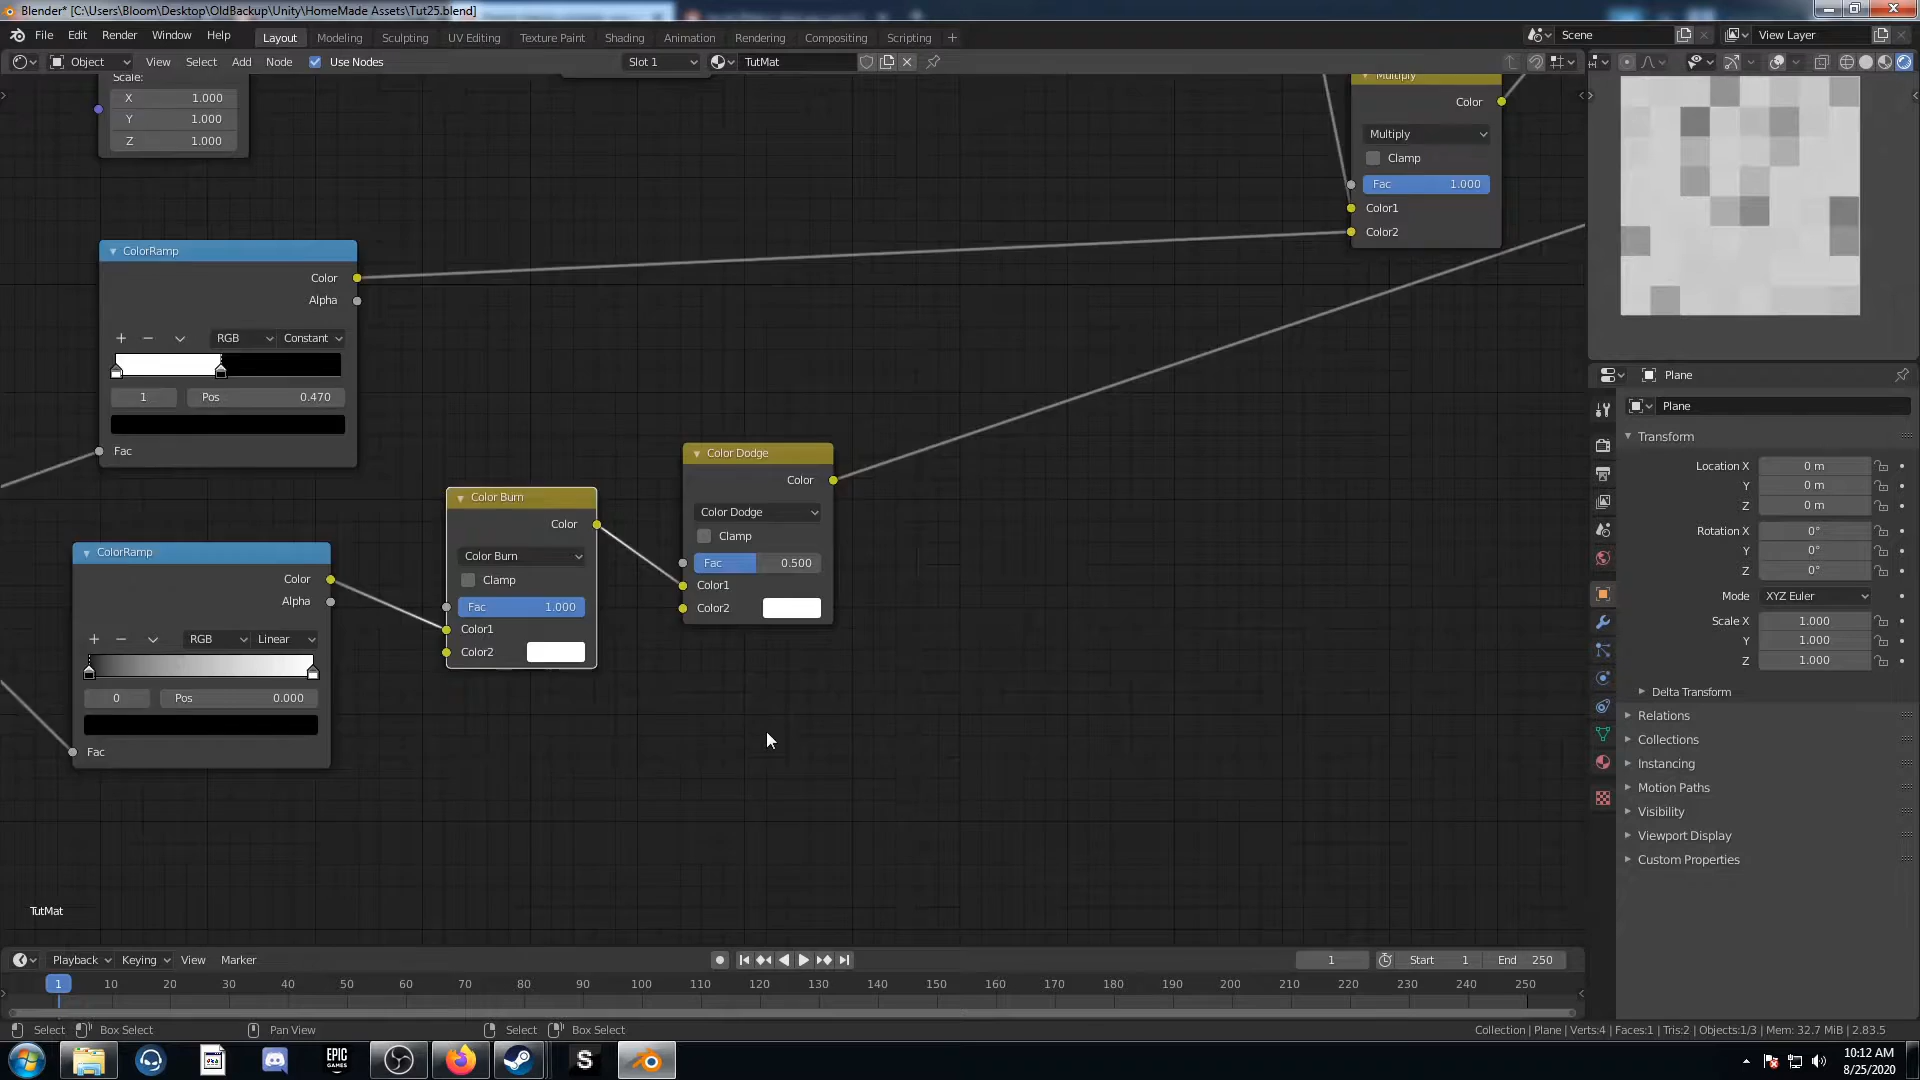 Blender* [C:\Users\Bloom\Desktop\OldBackup\Unity\HomeMade Assets\Tut25.blend]
File Edit Render Window Help Layout Modeling Sculpting UV Editing Texture Paint Shading Animation Rendering Compositing Scripting Scene View Layer
Object View Select Add Node Use Nodes Slot 1 TutMat
Scale:
X 1.000
Y 1.000
Z 1.000
Multiply
Color
Multiply
Clamp
Fac 1.000
Color1
Color2
ColorRamp
Color
Alpha
RGB Constant
1 Pos 0.470
Fac
Color Dodge
Color
Color Dodge
Clamp
Fac 0.500
Color1
Color2
Color Burn
Color
Color Burn
Clamp
Fac 1.000
Color1
Color2
ColorRamp
Color
Alpha
RGB Linear
0 Pos 0.000
Fac
TutMat
Plane
Plane
Transform
Location X 0 m
Y 0 m
Z 0 m
Rotation X 0°
Y 0°
Z 0°
Mode XYZ Euler
Scale X 1.000
Y 1.000
Z 1.000
Delta Transform
Relations
Collections
Instancing
Motion Paths
Visibility
Viewport Display
Custom Properties
Playback Keying View Marker 1 Start 1 End 250
1 10 20 30 40 50 60 70 80 90 100 110 120 130 140 150 160 170 180 190 200 210 220 230 240 250
Select Box Select Pan View Select Box Select Collection | Plane | Verts:4 | Faces:1 | Tris:2 | Objects:1/3 | Mem: 32.7 MiB | 2.83.5
EPIC GAMES S 10:12 AM
8/25/2020